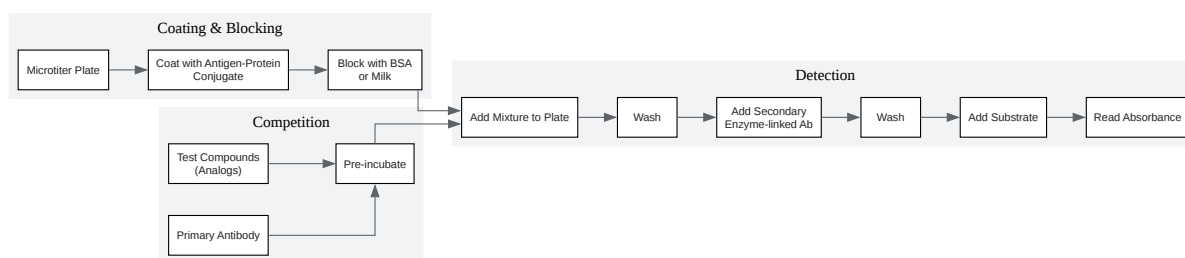 Coating & Blocking
Microtiter Plate
Coat with Antigen-Protein
Conjugate
Block with BSA
or Milk
Competition
Test Compounds
(Analogs)
Pre-incubate
Primary Antibody
Detection
Add Mixture to Plate
Wash
Add Secondary
Enzyme-linked Ab
Wash
Add Substrate
Read Absorbance